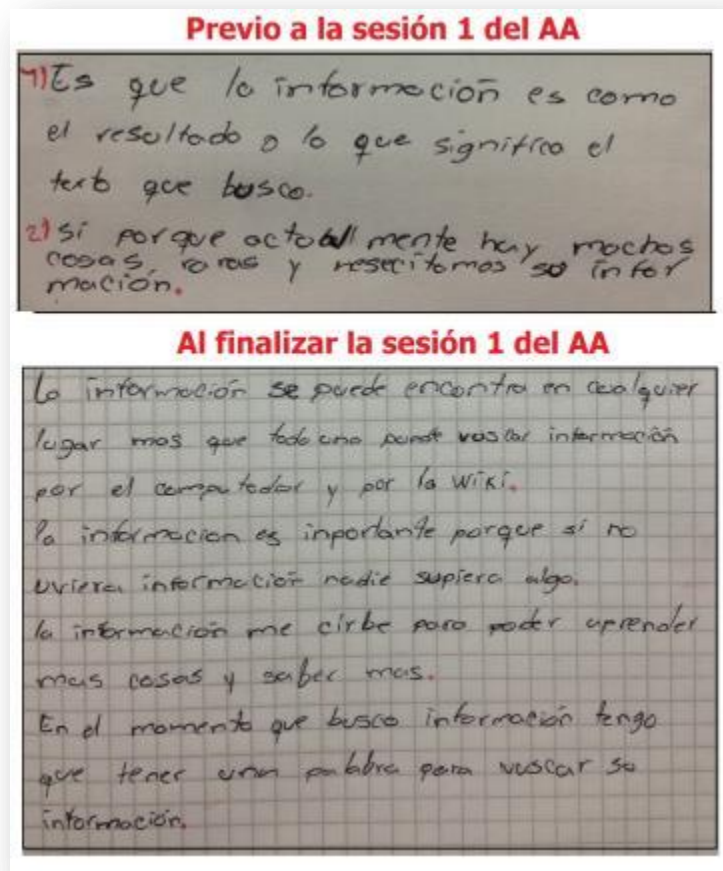 Previo a la sesión 1 del AA
1) Es que la información es como
el resultado o lo que significa el
texto que busco.
2) si porque actuall mente hay muchas
cosas raras y nesecitamos su infor
mación.
Al finalizar la sesión 1 del AA
la información se puede encontra en cualquier
lugar mas que todo uno puede vuscar información
por el computador y por la wiki.
la informacion es inportante porque si no
uviera información nadie supiera algo.
la información me cirbe para poder aprender
mas cosas y saber mas.
En el momento que busco información tengo
que tener una palabra para vuscar su
información.